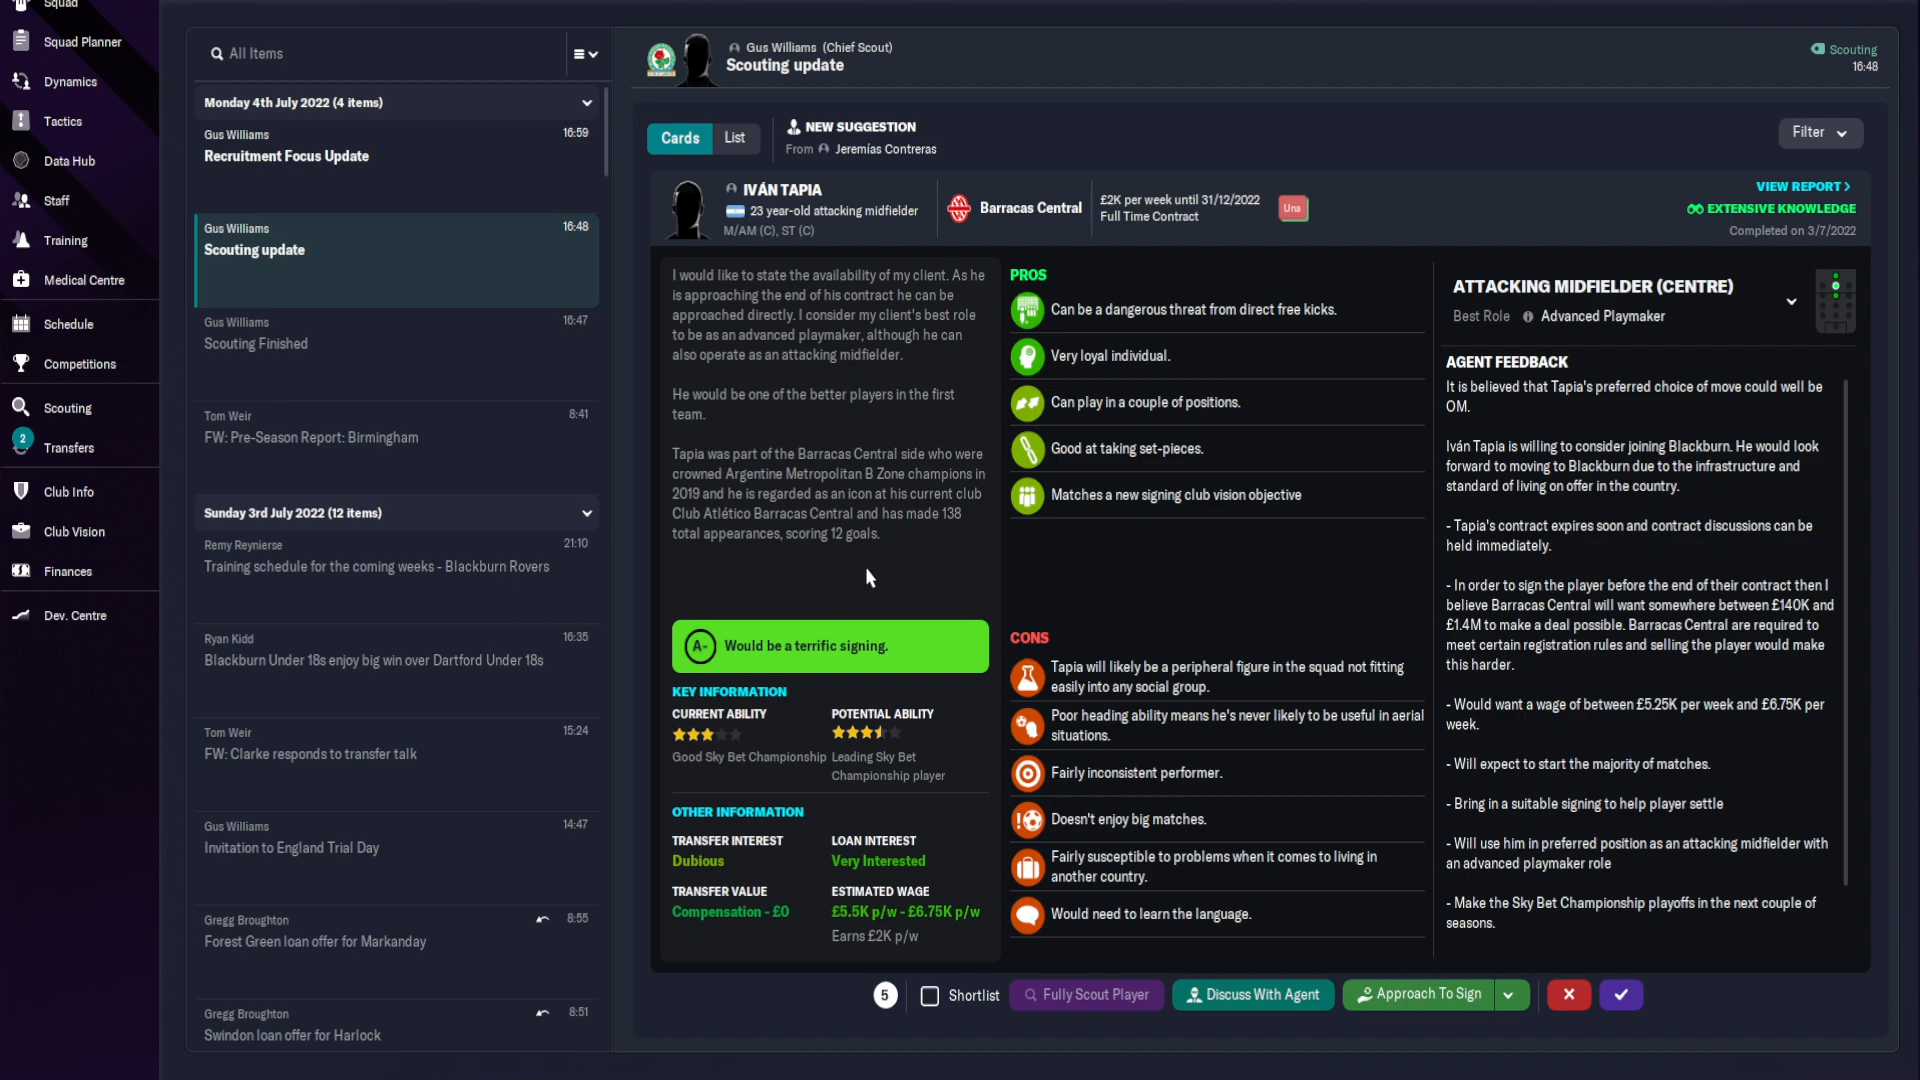 Squad
Squad Planner
Dynamics
Tactics
Data Hub
Staff
Training
Medical Centre
Schedule
Competitions
Scouting
2
Transfers
Club Info
Club Vision
Finances
Dev. Centre
All Items
Monday 4th July 2022 (4 items)
Gus Williams 16:59
Recruitment Focus Update
Gus Williams 16:48
Scouting update
Gus Williams 16:47
Scouting Finished
Tom Weir 8:41
FW: Pre-Season Report: Birmingham
Sunday 3rd July 2022 (12 items)
Remy Reynierse 21:10
Training schedule for the coming weeks - Blackburn Rovers
Ryan Kidd 16:35
Blackburn Under 18s enjoy big win over Dartford Under 18s
Tom Weir 15:24
FW: Clarke responds to transfer talk
Gus Williams 14:47
Invitation to England Trial Day
Gregg Broughton 8:55
Forest Green loan offer for Markanday
Gregg Broughton 8:51
Swindon loan offer for Harlock
Gus Williams (Chief Scout)
Scouting update
Scouting
16:48
Cards List
NEW SUGGESTION
From Jeremías Contreras
Filter
IVÁN TAPIA
23 year-old attacking midfielder
M/AM (C), ST (C)
Barracas Central
£2K per week until 31/12/2022
Full Time Contract
Una
VIEW REPORT >
EXTENSIVE KNOWLEDGE
Completed on 3/7/2022
I would like to state the availability of my client. As he
is approaching the end of his contract he can be
approached directly. I consider my client's best role
to be as an advanced playmaker, although he can
also operate as an attacking midfielder.
He would be one of the better players in the first
team.
Tapia was part of the Barracas Central side who were
crowned Argentine Metropolitan B Zone champions in
2019 and he is regarded as an icon at his current club
Club Atlético Barracas Central and has made 138
total appearances, scoring 12 goals.
A- Would be a terrific signing.
KEY INFORMATION
CURRENT ABILITY POTENTIAL ABILITY
Good Sky Bet Championship Leading Sky Bet
Championship player
OTHER INFORMATION
TRANSFER INTEREST LOAN INTEREST
Dubious Very Interested
TRANSFER VALUE ESTIMATED WAGE
Compensation - £0 £5.5K p/w - £6.75K p/w
Earns £2K p/w
PROS
Can be a dangerous threat from direct free kicks.
Very loyal individual.
Can play in a couple of positions.
Good at taking set-pieces.
Matches a new signing club vision objective
CONS
Tapia will likely be a peripheral figure in the squad not fitting
easily into any social group.
Poor heading ability means he's never likely to be useful in aerial
situations.
Fairly inconsistent performer.
Doesn't enjoy big matches.
Fairly susceptible to problems when it comes to living in
another country.
Would need to learn the language.
ATTACKING MIDFIELDER (CENTRE)
Best Role Advanced Playmaker
AGENT FEEDBACK
It is believed that Tapia's preferred choice of move could well be
OM.
Iván Tapia is willing to consider joining Blackburn. He would look
forward to moving to Blackburn due to the infrastructure and
standard of living on offer in the country.
- Tapia's contract expires soon and contract discussions can be
held immediately.
- In order to sign the player before the end of their contract then I
believe Barracas Central will want somewhere between £140K and
£1.4M to make a deal possible. Barracas Central are required to
meet certain registration rules and selling the player would make
this harder.
- Would want a wage of between £5.25K per week and £6.75K per
week.
- Will expect to start the majority of matches.
- Bring in a suitable signing to help player settle
- Will use him in preferred position as an attacking midfielder with
an advanced playmaker role
- Make the Sky Bet Championship playoffs in the next couple of
seasons.
5 Shortlist Fully Scout Player Discuss With Agent Approach To Sign